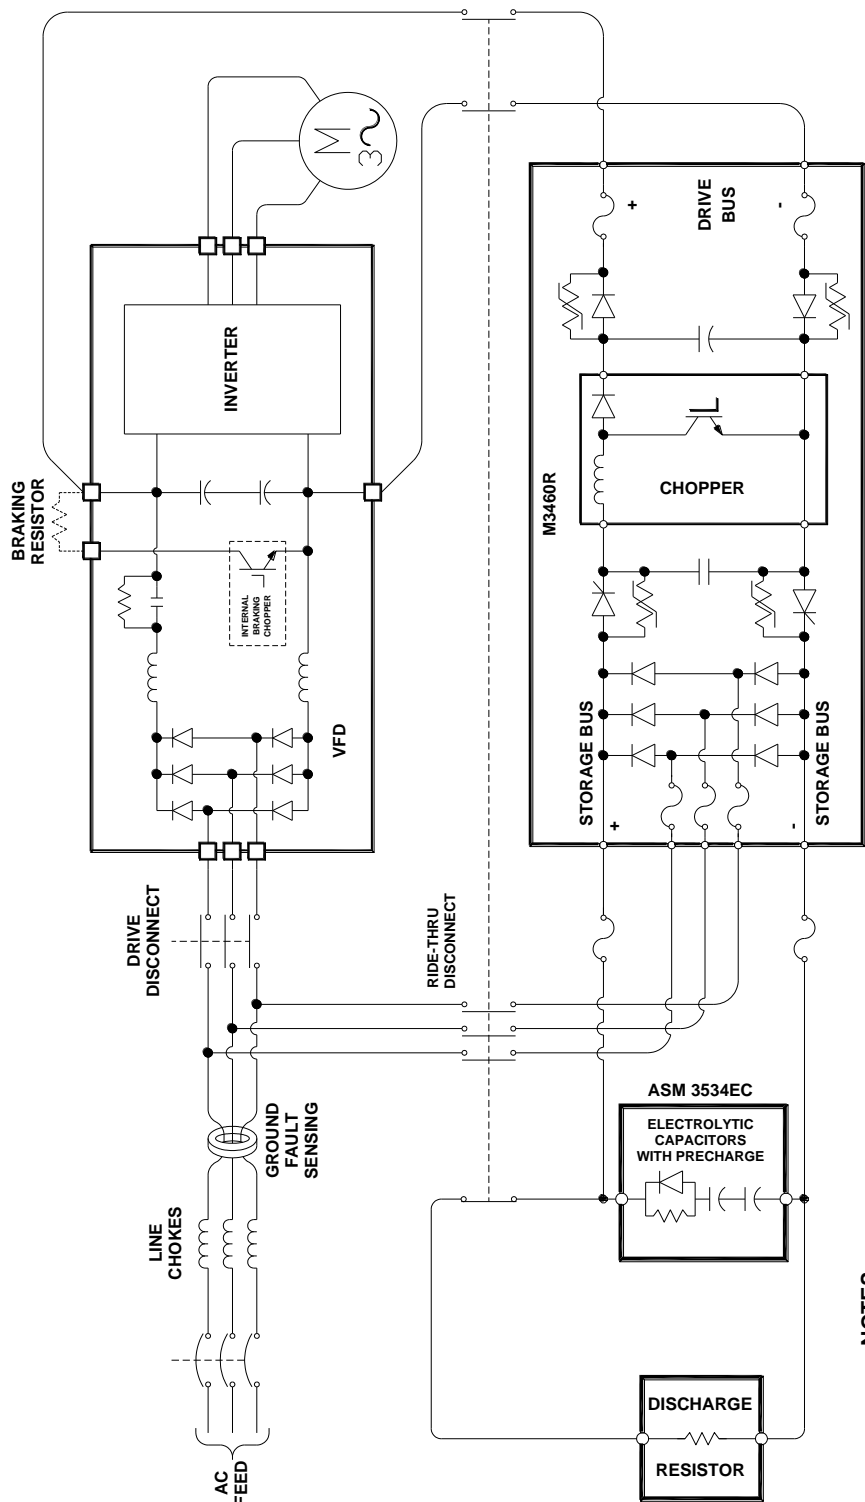 M
3
DRIVE
BUS
+
-
INVERTER
BRAKING
RESISTOR
INTERNAL
BRAKING
CHOPPER
M3460R
CHOPPER
VFD
STORAGE BUS
+
STORAGE BUS
-
DRIVE
DISCONNECT
RIDE-THRU
DISCONNECT
GROUND
FAULT
SENSING
ASM 3534EC
ELECTROLYTIC
CAPACITORS
WITH PRECHARGE
LINE
CHOKES
AC
FEED
DISCHARGE
RESISTOR